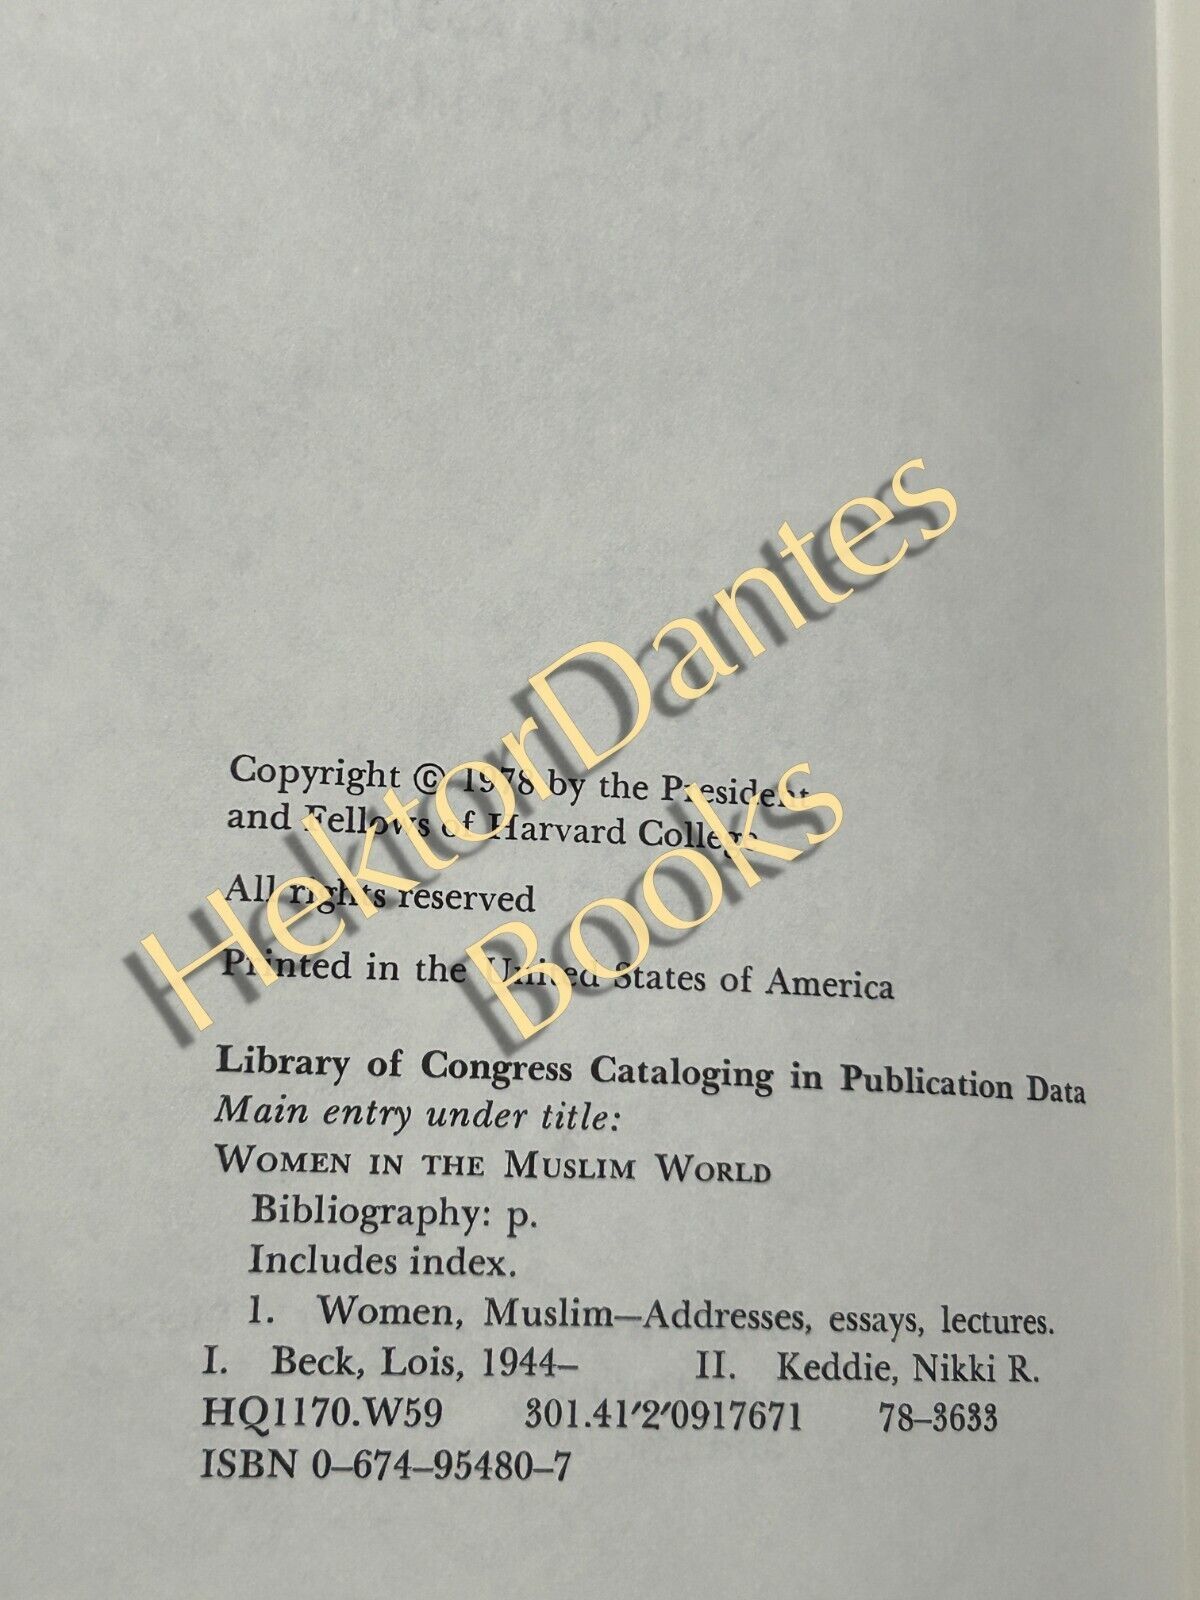 Copyright © 1978 by the President
and Fellows of Harvard College
All rights reserved
Printed in the United States of America
Library of Congress Cataloging in Publication Data
Main entry under title:
WOMEN IN THE MUSLIM WORLD
Bibliography: p.
Includes index.
1. Women, Muslim—Addresses, essays, lectures.
I. Beck, Lois, 1944– II. Keddie, Nikki R.
HQ1170.W59 301.41′2′0917671 78–3633
ISBN 0–674–95480–7
HektorDantes
Books